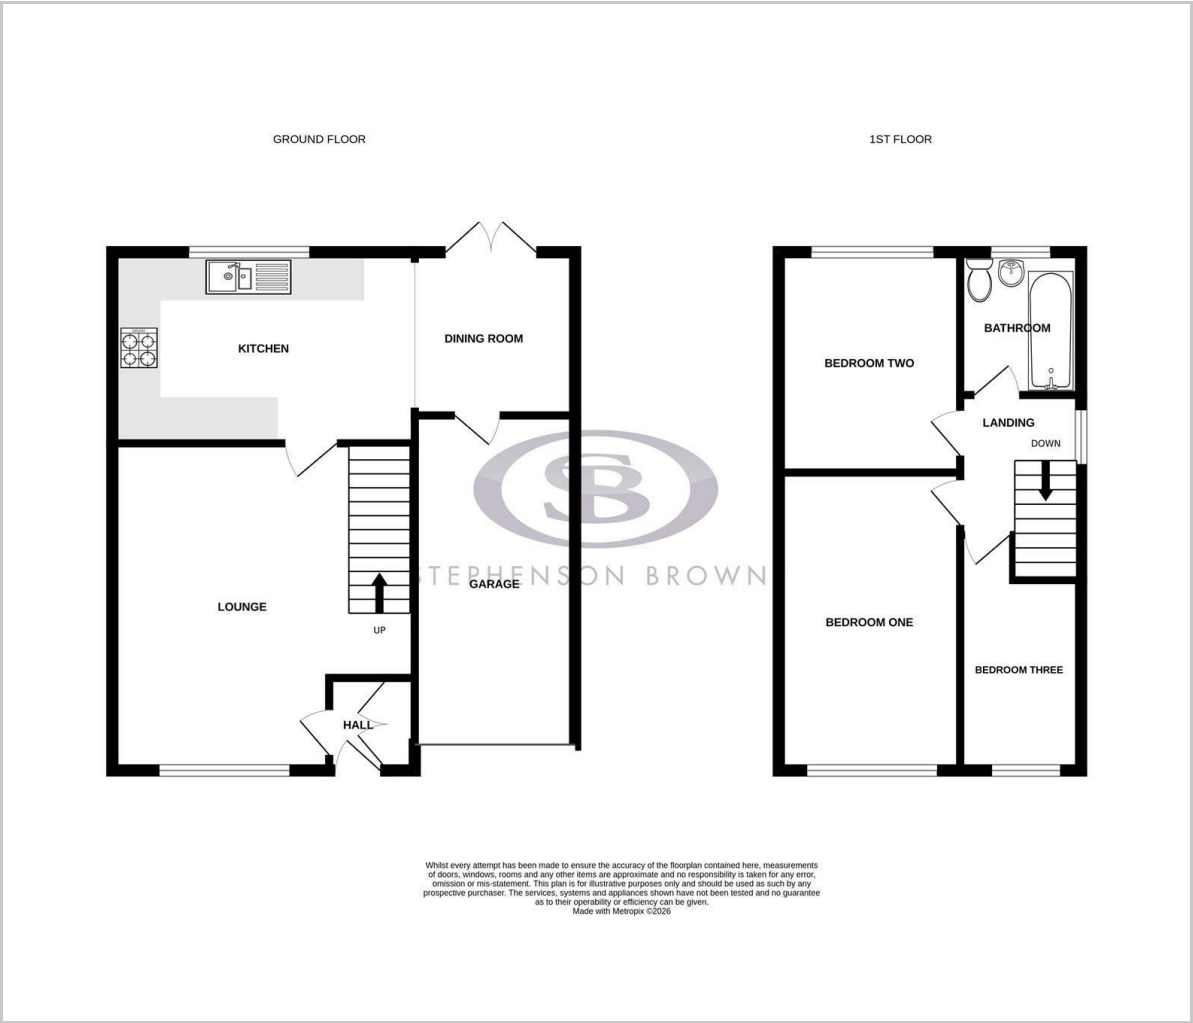 GROUND FLOOR
1ST FLOOR
KITCHEN
DINING ROOM
BEDROOM TWO
BATHROOM
LANDING
DOWN
SB
STEPHENSON BROWNE
GARAGE
LOUNGE
UP
BEDROOM ONE
BEDROOM THREE
HALL
Whilst every attempt has been made to ensure the accuracy of the floorplan contained here, measurements
of doors, windows, rooms and any other items are approximate and no responsibility is taken for any error,
omission or mis-statement. This plan is for illustrative purposes only and should be used as such by any
prospective purchaser. The services, systems and appliances shown have not been tested and no guarantee
as to their operability or efficiency can be given.
Made with Metropix ©2026